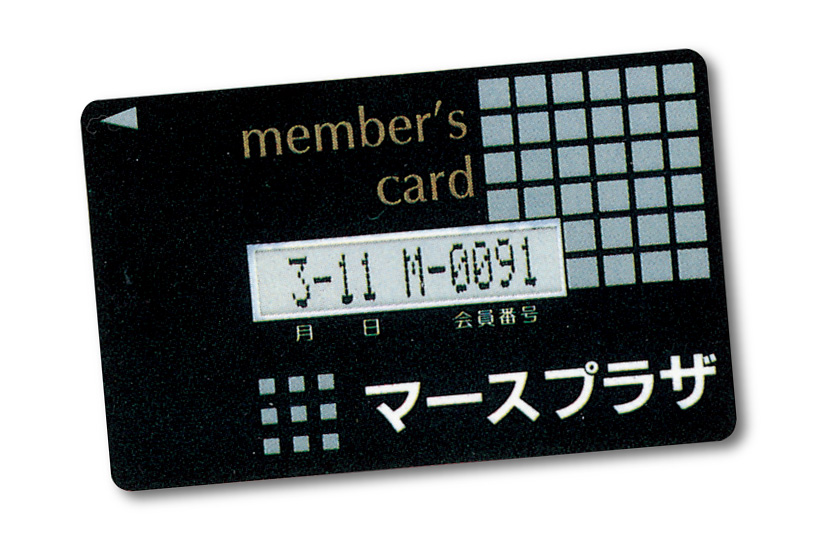 member's
card
3-11 M-0091
月 日 会員番号
マースプラザ